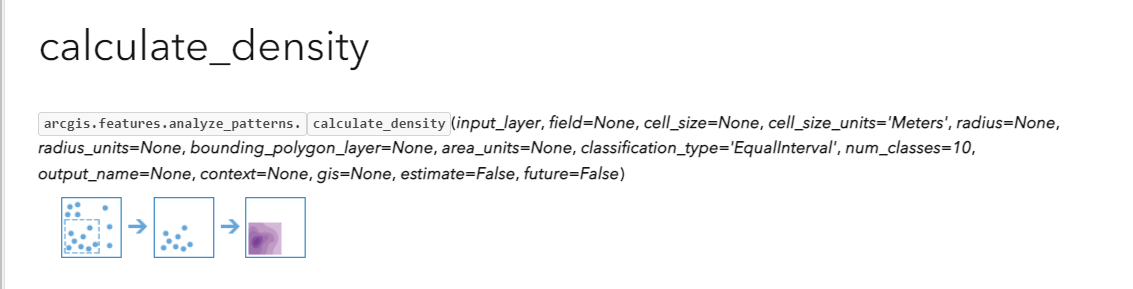 calculate_density
arcgis.features.analyze_patterns. calculate_density(input_layer, field=None, cell_size=None, cell_size_units='Meters', radius=None,
radius_units=None, bounding_polygon_layer=None, area_units=None, classification_type='EqualInterval', num_classes=10,
output_name=None, context=None, gis=None, estimate=False, future=False)